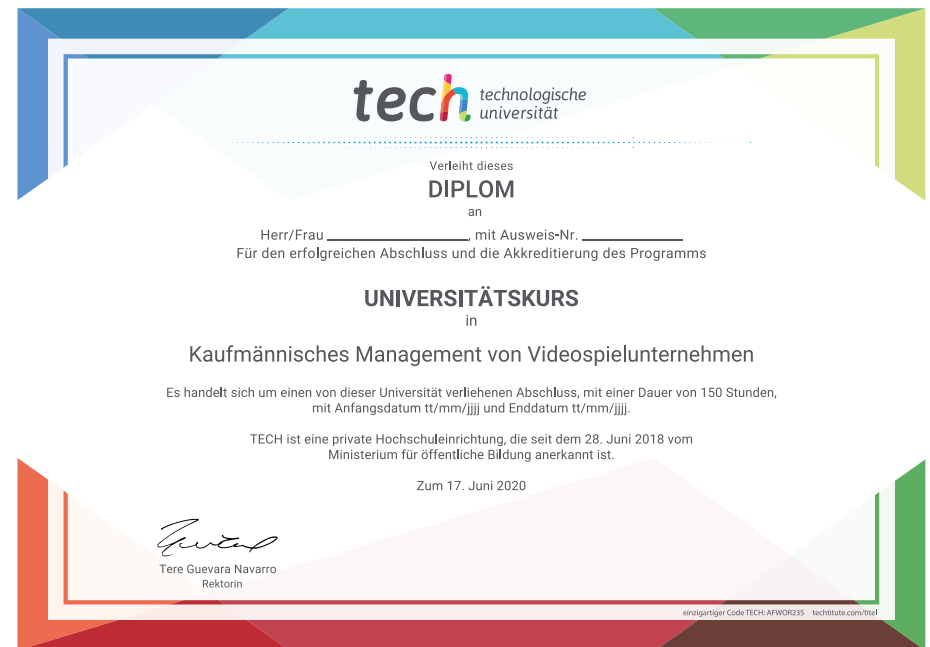 tech technologische
universität
Verleiht dieses
DIPLOM
an
Herr/Frau ____________________, mit Ausweis-Nr. ______________
Für den erfolgreichen Abschluss und die Akkreditierung des Programms
UNIVERSITÄTSKURS
in
Kaufmännisches Management von Videospielunternehmen
Es handelt sich um einen von dieser Universität verliehenen Abschluss, mit einer Dauer von 150 Stunden,
mit Anfangsdatum tt/mm/jjjj und Enddatum tt/mm/jjjj.
TECH ist eine private Hochschuleinrichtung, die seit dem 28. Juni 2018 vom
Ministerium für öffentliche Bildung anerkannt ist.
Zum 17. Juni 2020
Tere Guevara Navarro
Rektorin
einzigartiger Code TECH: AFWOR23S techtitute.com/titel